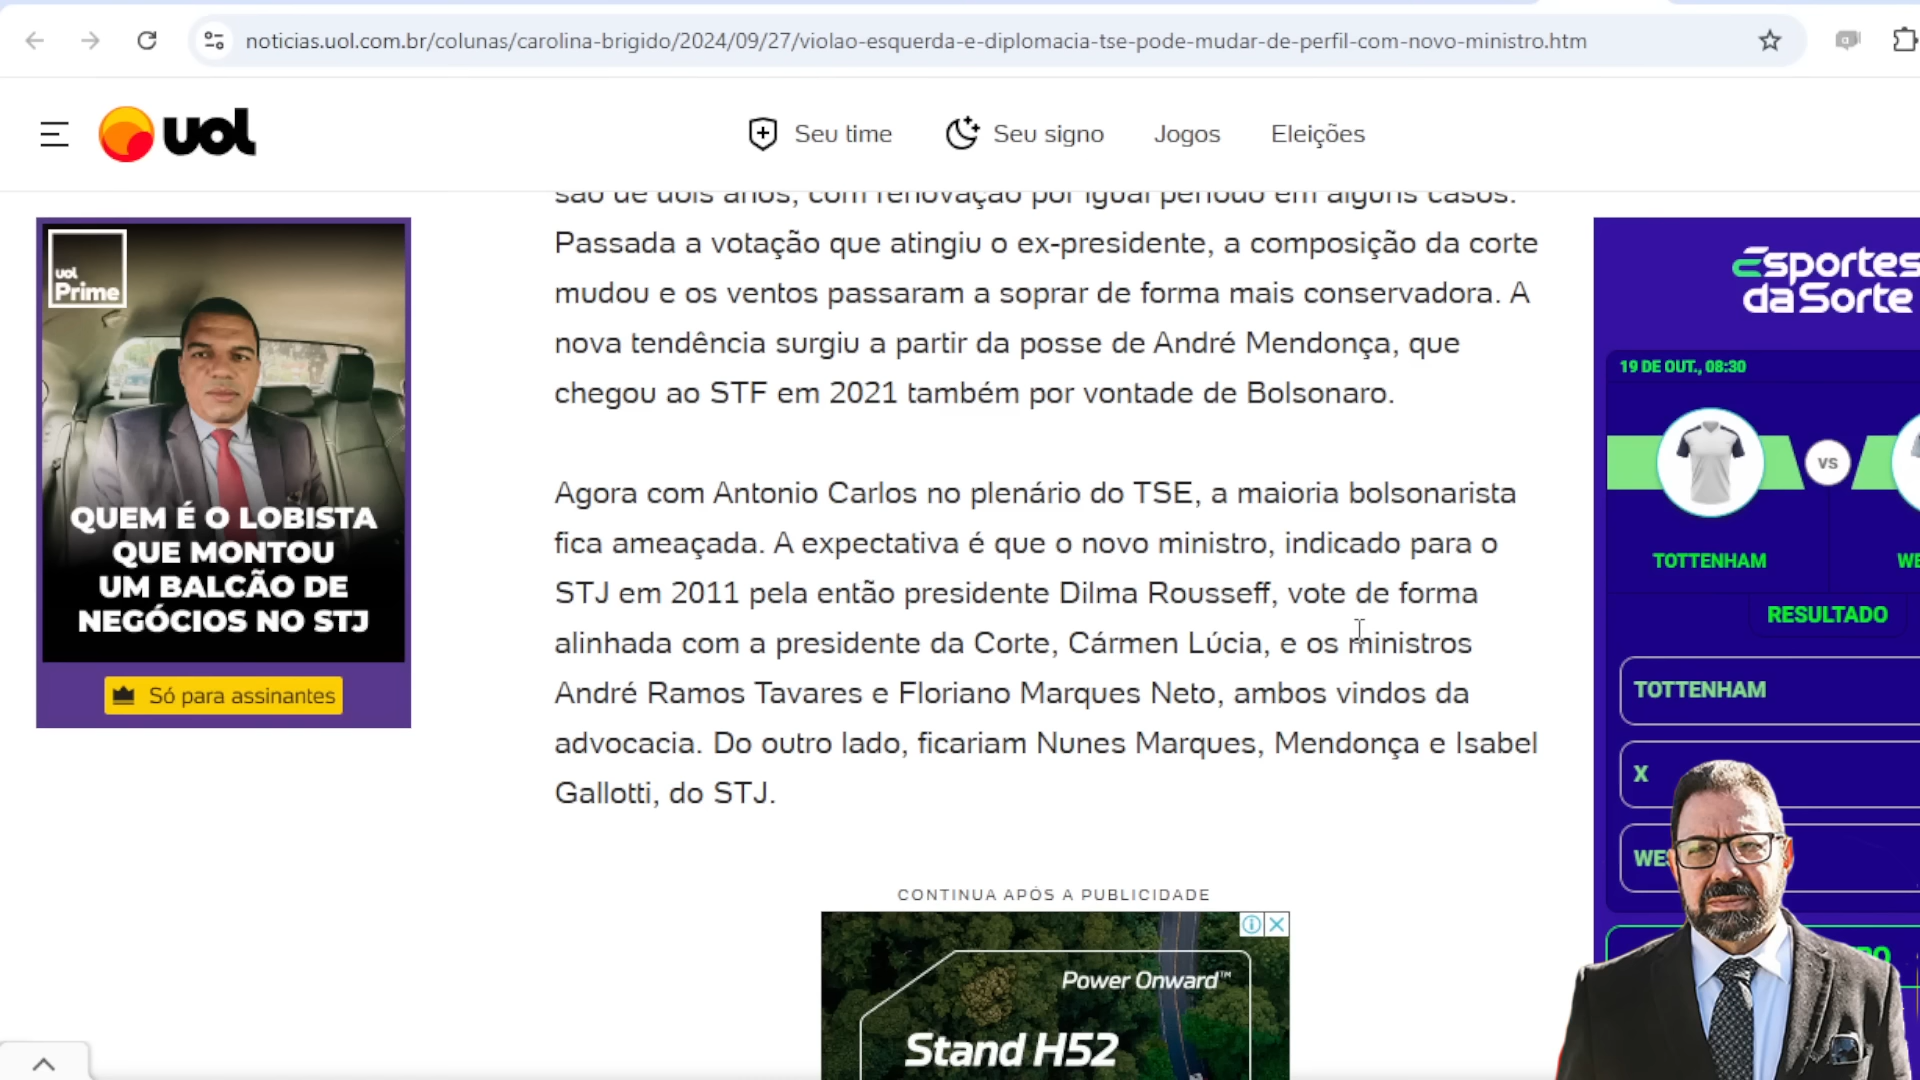 noticias.uol.com.br/colunas/carolina-brigido/2024/09/27/violao-esquerda-e-diplomacia-tse-pode-mudar-de-perfil-com-novo-ministro.htm
uol
Seu time
Seu signo
Jogos
Eleições
são de dois anos, com renovação por igual período em alguns casos.
Passada a votação que atingiu o ex-presidente, a composição da corte
mudou e os ventos passaram a soprar de forma mais conservadora. A
nova tendência surgiu a partir da posse de André Mendonça, que
chegou ao STF em 2021 também por vontade de Bolsonaro.
Agora com Antonio Carlos no plenário do TSE, a maioria bolsonarista
fica ameaçada. A expectativa é que o novo ministro, indicado para o
STJ em 2011 pela então presidente Dilma Rousseff, vote de forma
alinhada com a presidente da Corte, Cármen Lúcia, e os ministros
André Ramos Tavares e Floriano Marques Neto, ambos vindos da
advocacia. Do outro lado, ficariam Nunes Marques, Mendonça e Isabel
Gallotti, do STJ.
CONTINUA APÓS A PUBLICIDADE
Power Onward™
Stand H52
uol
Prime
QUEM É O LOBISTA
QUE MONTOU
UM BALCÃO DE
NEGÓCIOS NO STJ
Só para assinantes
Esportes
da Sorte
19 DE OUT., 08:30
VS
TOTTENHAM
WE
RESULTADO
TOTTENHAM
X
WES